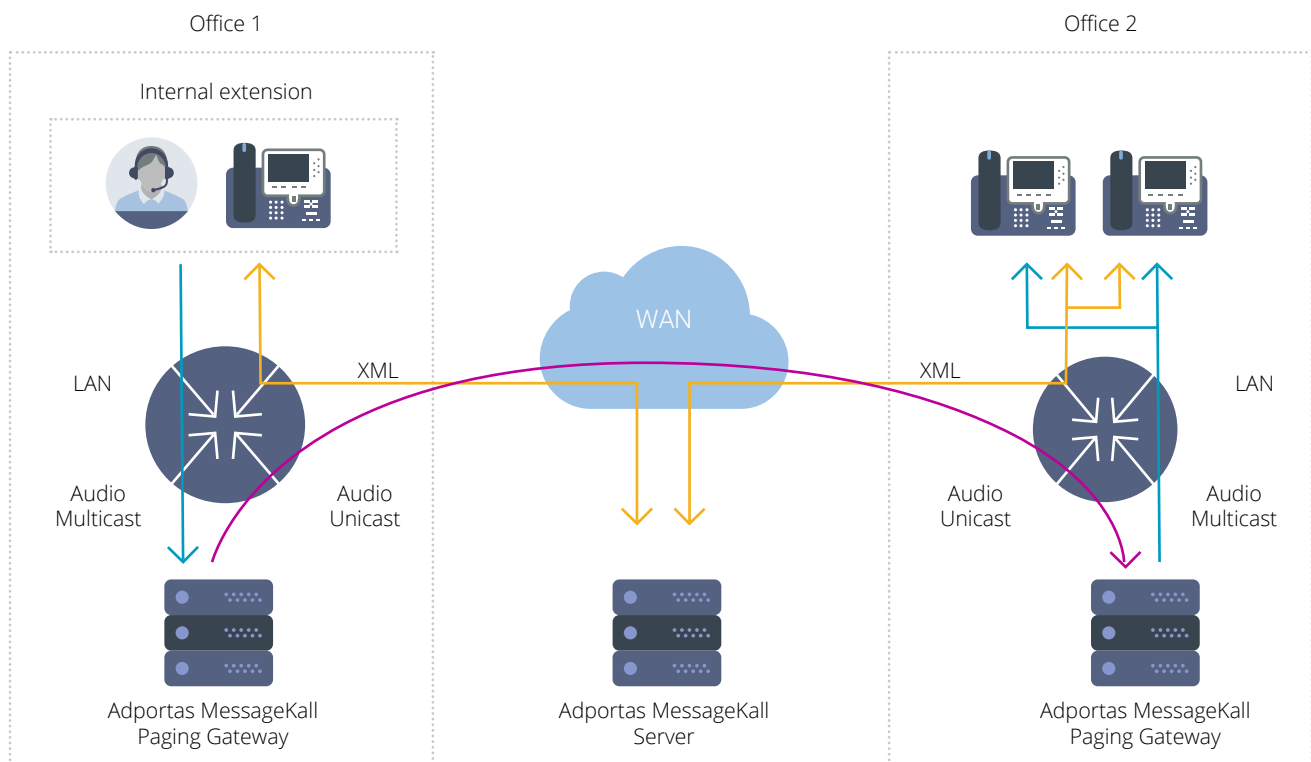 Office 1
Office 2
Internal extension
WAN
LAN
XML
XML
LAN
Audio
Multicast
Audio
Unicast
Audio
Unicast
Audio
Multicast
Adportas MessageKall
Paging Gateway
Adportas MessageKall
Server
Adportas MessageKall
Paging Gateway